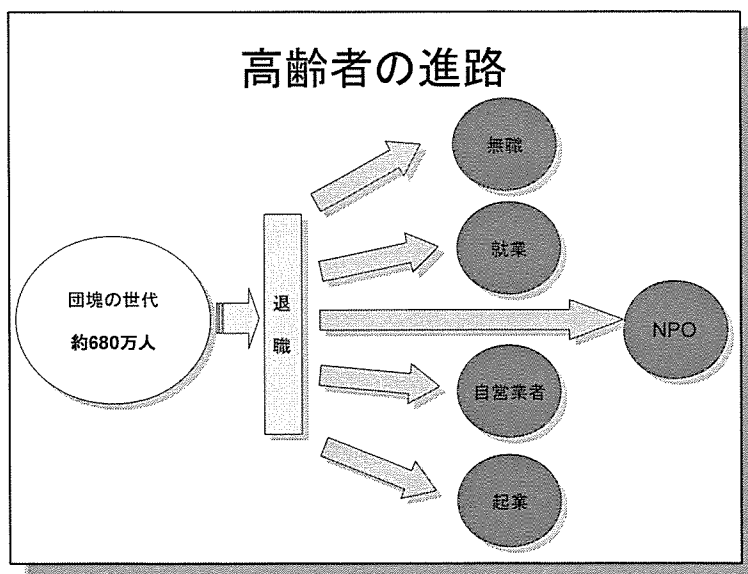 高齢者の進路
団塊の世代
約680万人
退
職
無職
就業
NPO
自営業者
起業